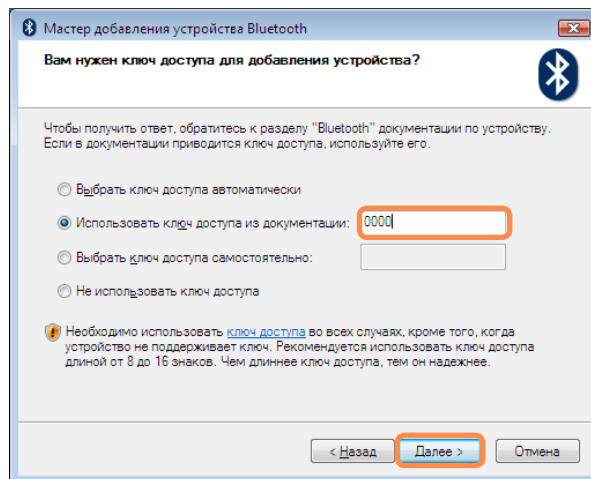 Мастер добавления устройства Bluetooth
Вам нужен ключ доступа для добавления устройства?
Чтобы получить ответ, обратитесь к разделу "Bluetooth" документации по устройству.
Если в документации приводится ключ доступа, используйте его.
Выбрать ключ доступа автоматически
Использовать ключ доступа из документации: 0000
Выбрать ключ доступа самостоятельно:
Не использовать ключ доступа
Необходимо использовать ключ доступа во всех случаях, кроме того, когда
устройство не поддерживает ключ. Рекомендуется использовать ключ доступа
длиной от 8 до 16 знаков. Чем длиннее ключ доступа, тем он надежнее.
< Назад Далее > Отмена